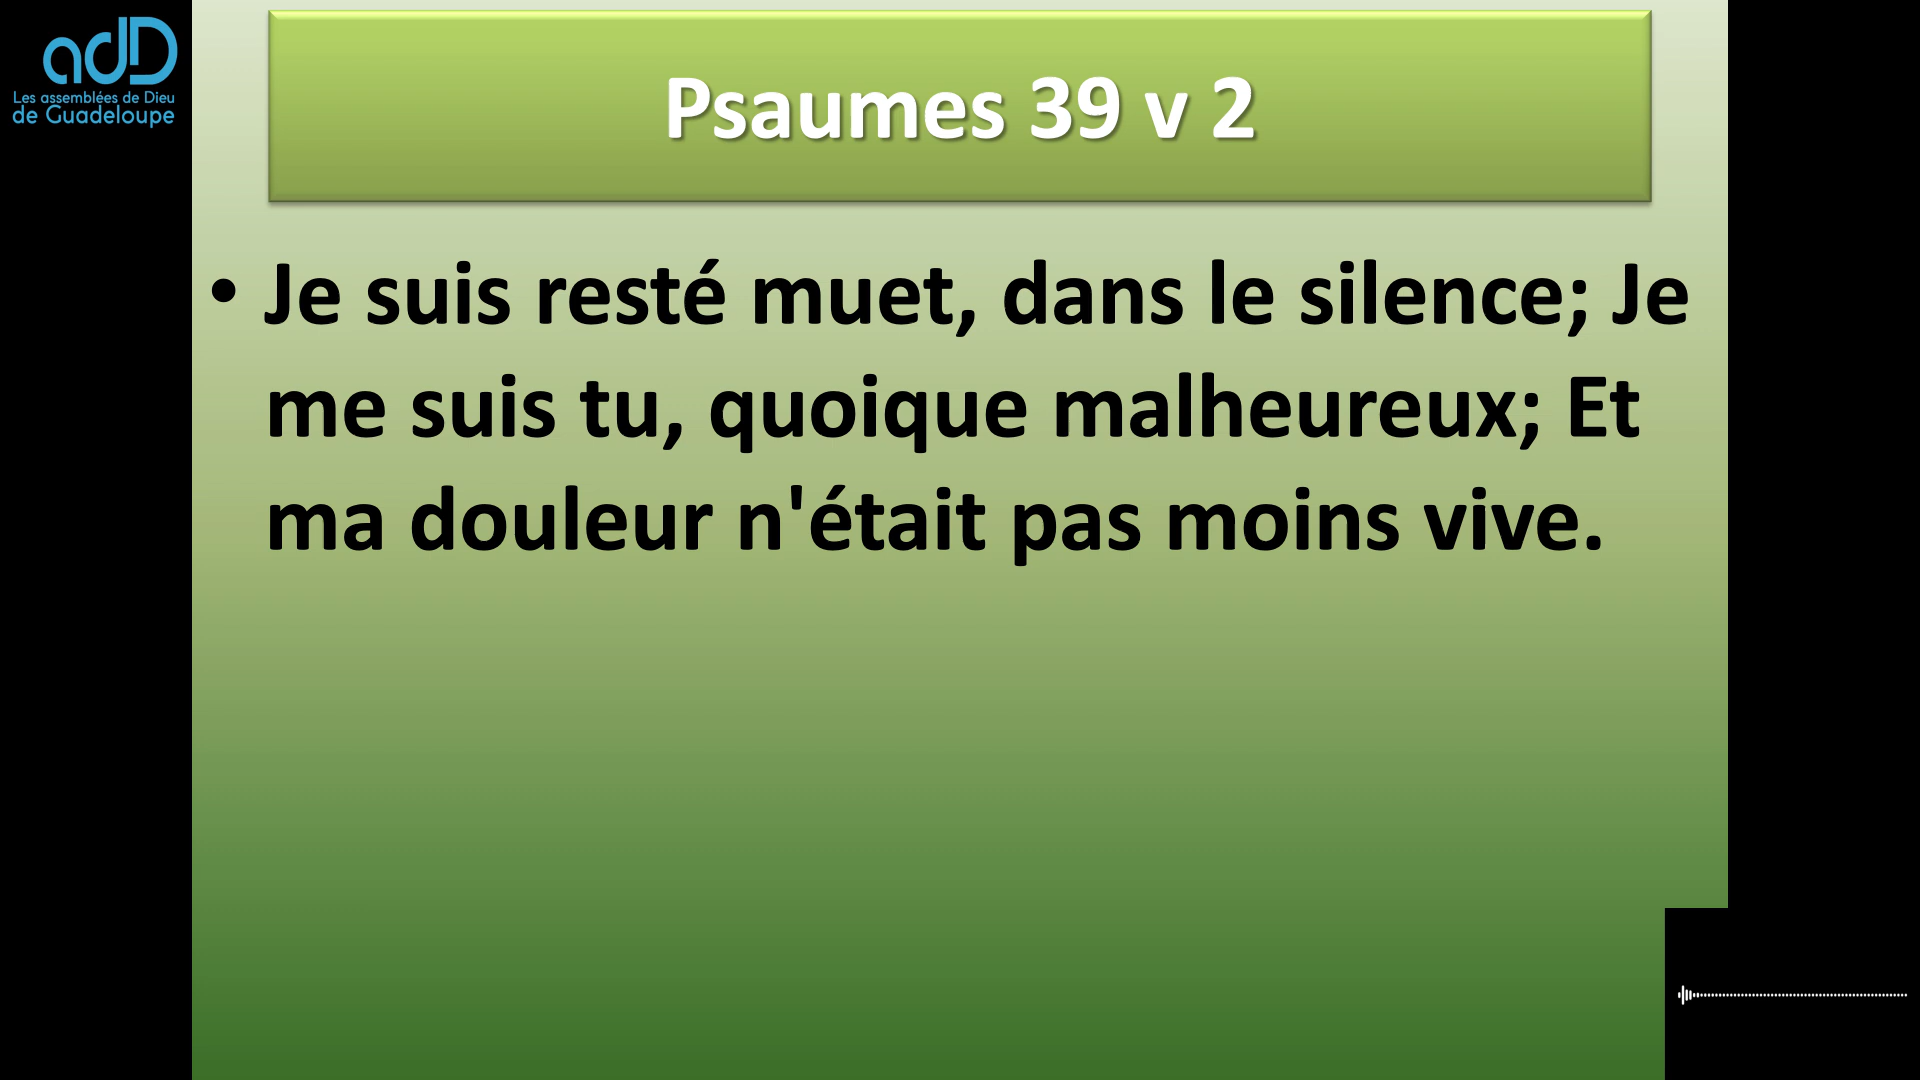 adD
Les assemblées de Dieu
de Guadeloupe
Psaumes 39 v 2
• Je suis resté muet, dans le silence; Je
me suis tu, quoique malheureux; Et
ma douleur n'était pas moins vive.